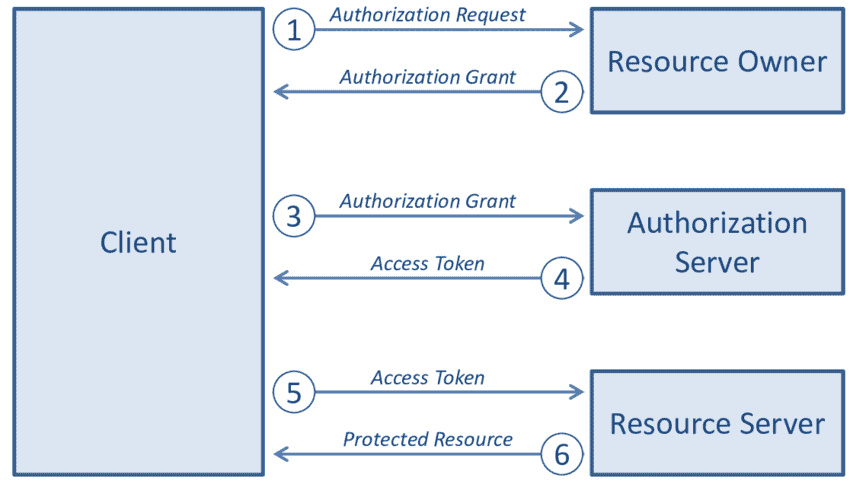 1
Authorization Request
Authorization Grant
2
Resource Owner
Client
3
Authorization Grant
Access Token
4
Authorization
Server
5
Access Token
Protected Resource
6
Resource Server